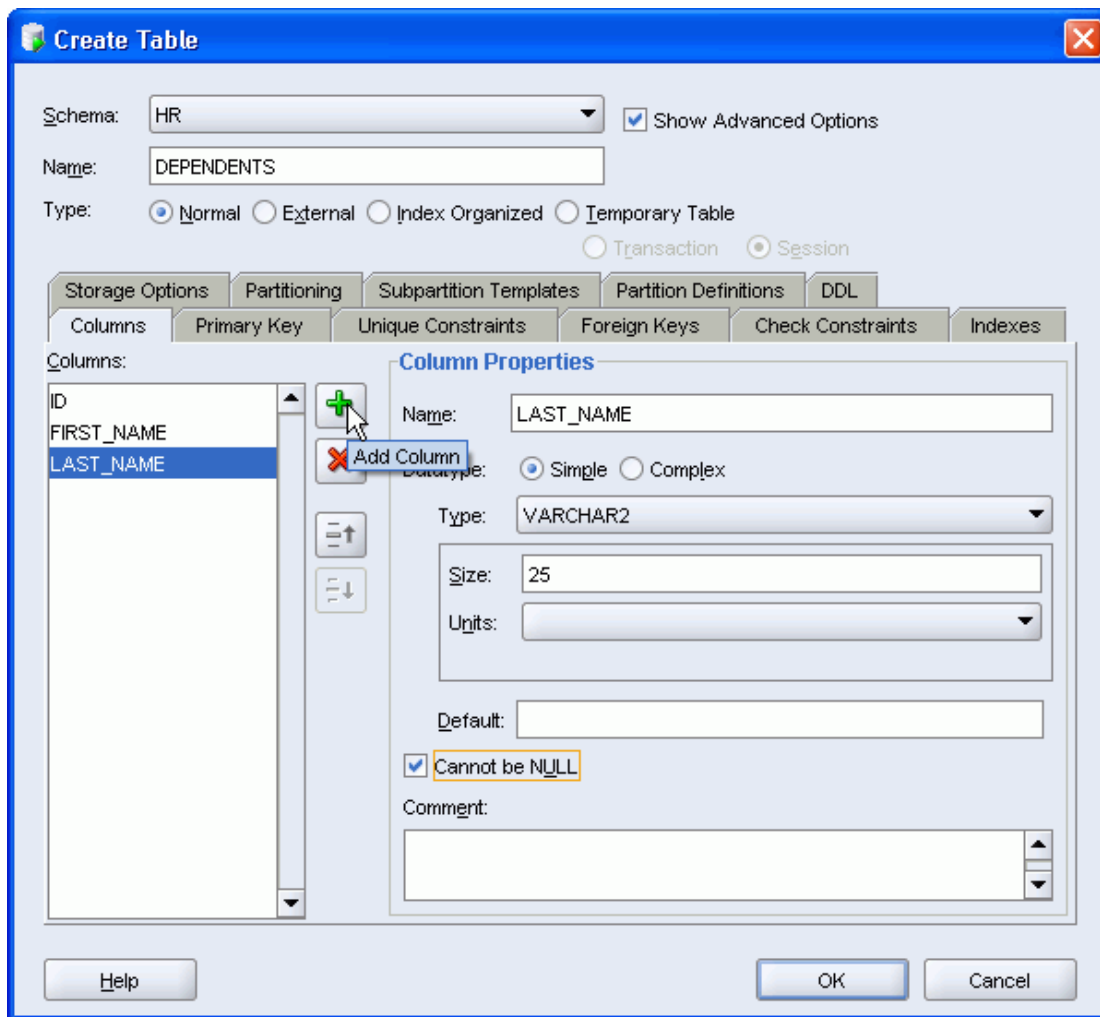 Create Table
Schema: HR Show Advanced Options
Name: DEPENDENTS
Type: Normal External Index Organized Temporary Table
Transaction Session
Storage Options Partitioning Subpartition Templates Partition Definitions DDL
Columns Primary Key Unique Constraints Foreign Keys Check Constraints Indexes
Columns:
ID
FIRST_NAME
LAST_NAME
Add Column
Column Properties
Name: LAST_NAME
Datatype: Simple Complex
Type: VARCHAR2
Size: 25
Units:
Default:
Cannot be NULL
Comment:
Help OK Cancel